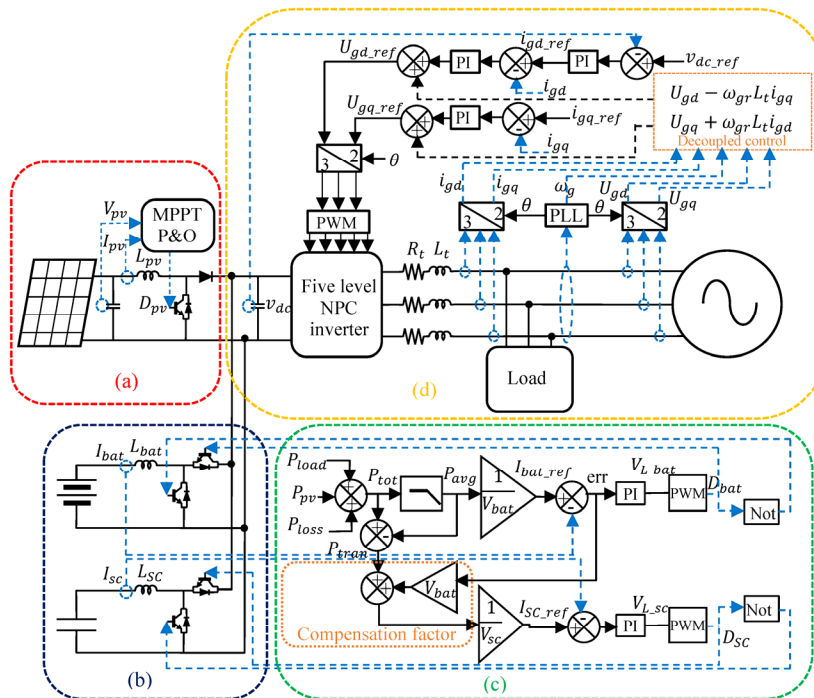 U_gd_ref
PI
i_gd_ref
PI
v_dc_ref
i_gd
U_gq_ref
PI
i_gq_ref
i_gq
U_gd − ω_gr L_t i_gq
U_gq + ω_gr L_t i_gd
Decoupled control
3 2
θ
PWM
i_gd
i_gq
3 2
θ
ω_g
PLL
θ
U_gd
3 2
U_gq
V_pv
I_pv
MPPT
P&O
L_pv
D_pv
(a)
v_dc
Five level
NPC
inverter
R_t L_t
Load
(d)
I_bat
L_bat
I_sc
L_SC
(b)
P_load
P_pv
P_loss
P_tot
P_avg
1
V_bat
I_bat_ref
err
PI
V_L_bat
PWM
D_bat
Not
P_tran
V_bat
Compensation factor
1
V_sc
I_SC_ref
PI
V_L_sc
PWM
D_SC
Not
(c)